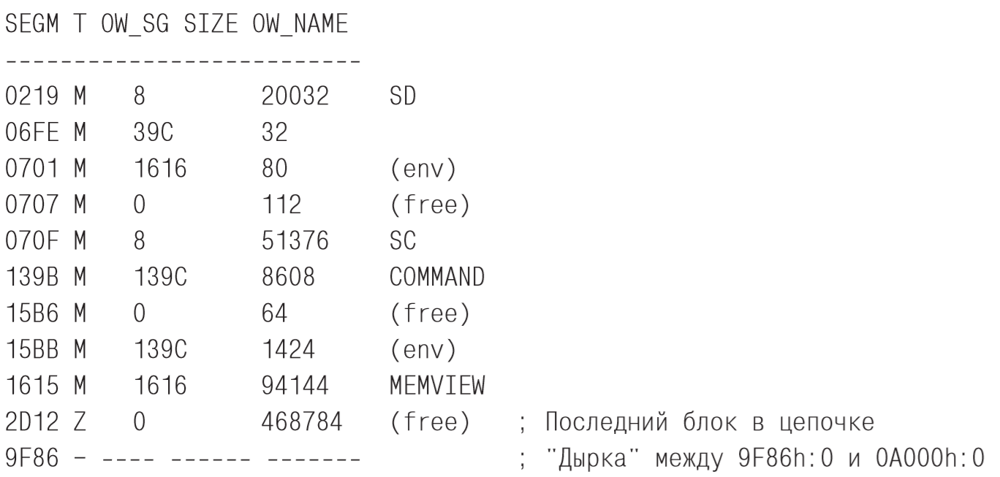 SEGM T OW_SG SIZE OW_NAME
--------------------------
0219 M 8 20032 SD
06FE M 39C 32
0701 M 1616 80 (env)
0707 M 0 112 (free)
070F M 8 51376 SC
139B M 139C 8608 COMMAND
15B6 M 0 64 (free)
15BB M 139C 1424 (env)
1615 M 1616 94144 MEMVIEW
2D12 Z 0 468784 (free) ; Последний блок в цепочке
9F86 – ---- ------ ------- ; "Дырка" между 9F86h:0 и 0A000h:0